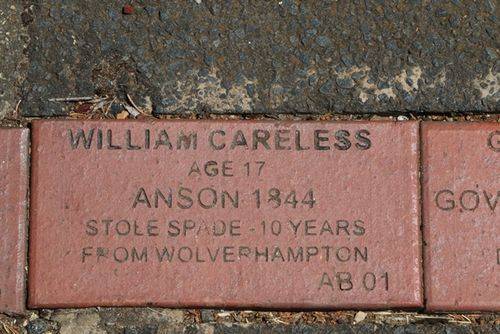 WILLIAM CARELESS
AGE 17
ANSON 1844
STOLE SPADE - 10 YEARS
FROM WOLVERHAMPTON
AB 01